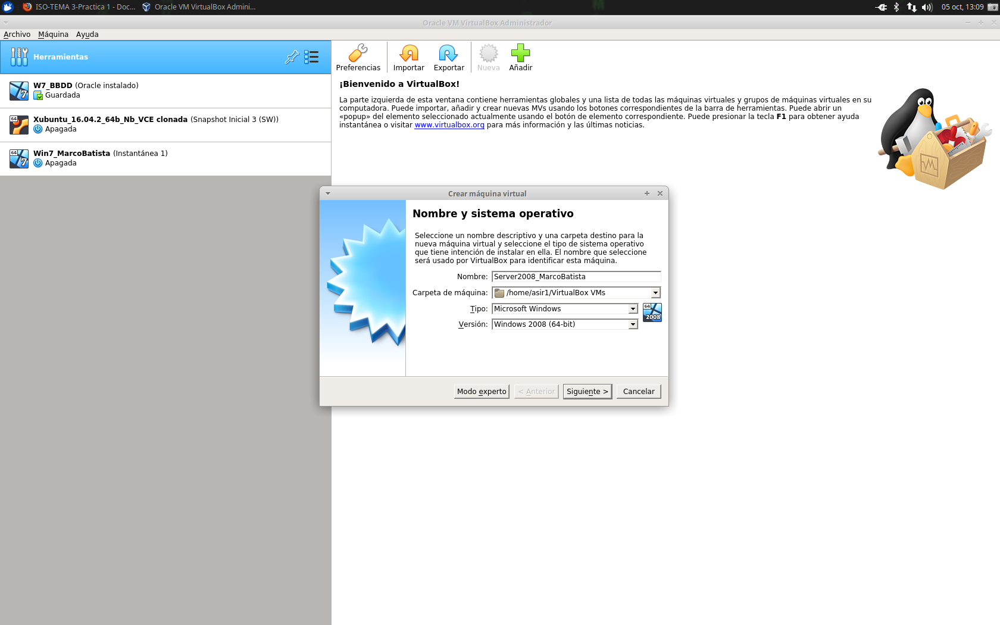 ISO-TEMA 3-Practica 1 - Doc...
Oracle VM VirtualBox Admini...
05 oct, 13:09
Oracle VM VirtualBox Administrador
Archivo Máquina Ayuda
Herramientas
W7_BBDD (Oracle instalado)
Guardada
64
Xubuntu_16.04.2_64b_Nb_VCE clonada (Snapshot Inicial 3 (SW))
Apagada
64
Win7_MarcoBatista (Instantánea 1)
Apagada
Preferencias Importar Exportar Nueva Añadir
¡Bienvenido a VirtualBox!
La parte izquierda de esta ventana contiene herramientas globales y una lista de todas las máquinas virtuales y grupos de máquinas virtuales en su
computadora. Puede importar, añadir y crear nuevas MVs usando los botones correspondientes de la barra de herramientas. Puede abrir un
«popup» del elemento seleccionado actualmente usando el botón de elemento correspondiente. Puede presionar la tecla F1 para obtener ayuda
instantánea o visitar www.virtualbox.org para más información y las últimas noticias.
Crear máquina virtual
Nombre y sistema operativo
Seleccione un nombre descriptivo y una carpeta destino para la
nueva máquina virtual y seleccione el tipo de sistema operativo
que tiene intención de instalar en ella. El nombre que seleccione
será usado por VirtualBox para identificar esta máquina.
Nombre: Server2008_MarcoBatista
Carpeta de máquina: /home/asir1/VirtualBox VMs
Tipo: Microsoft Windows
64
2008
Versión: Windows 2008 (64-bit)
Modo experto < Anterior Siguiente > Cancelar